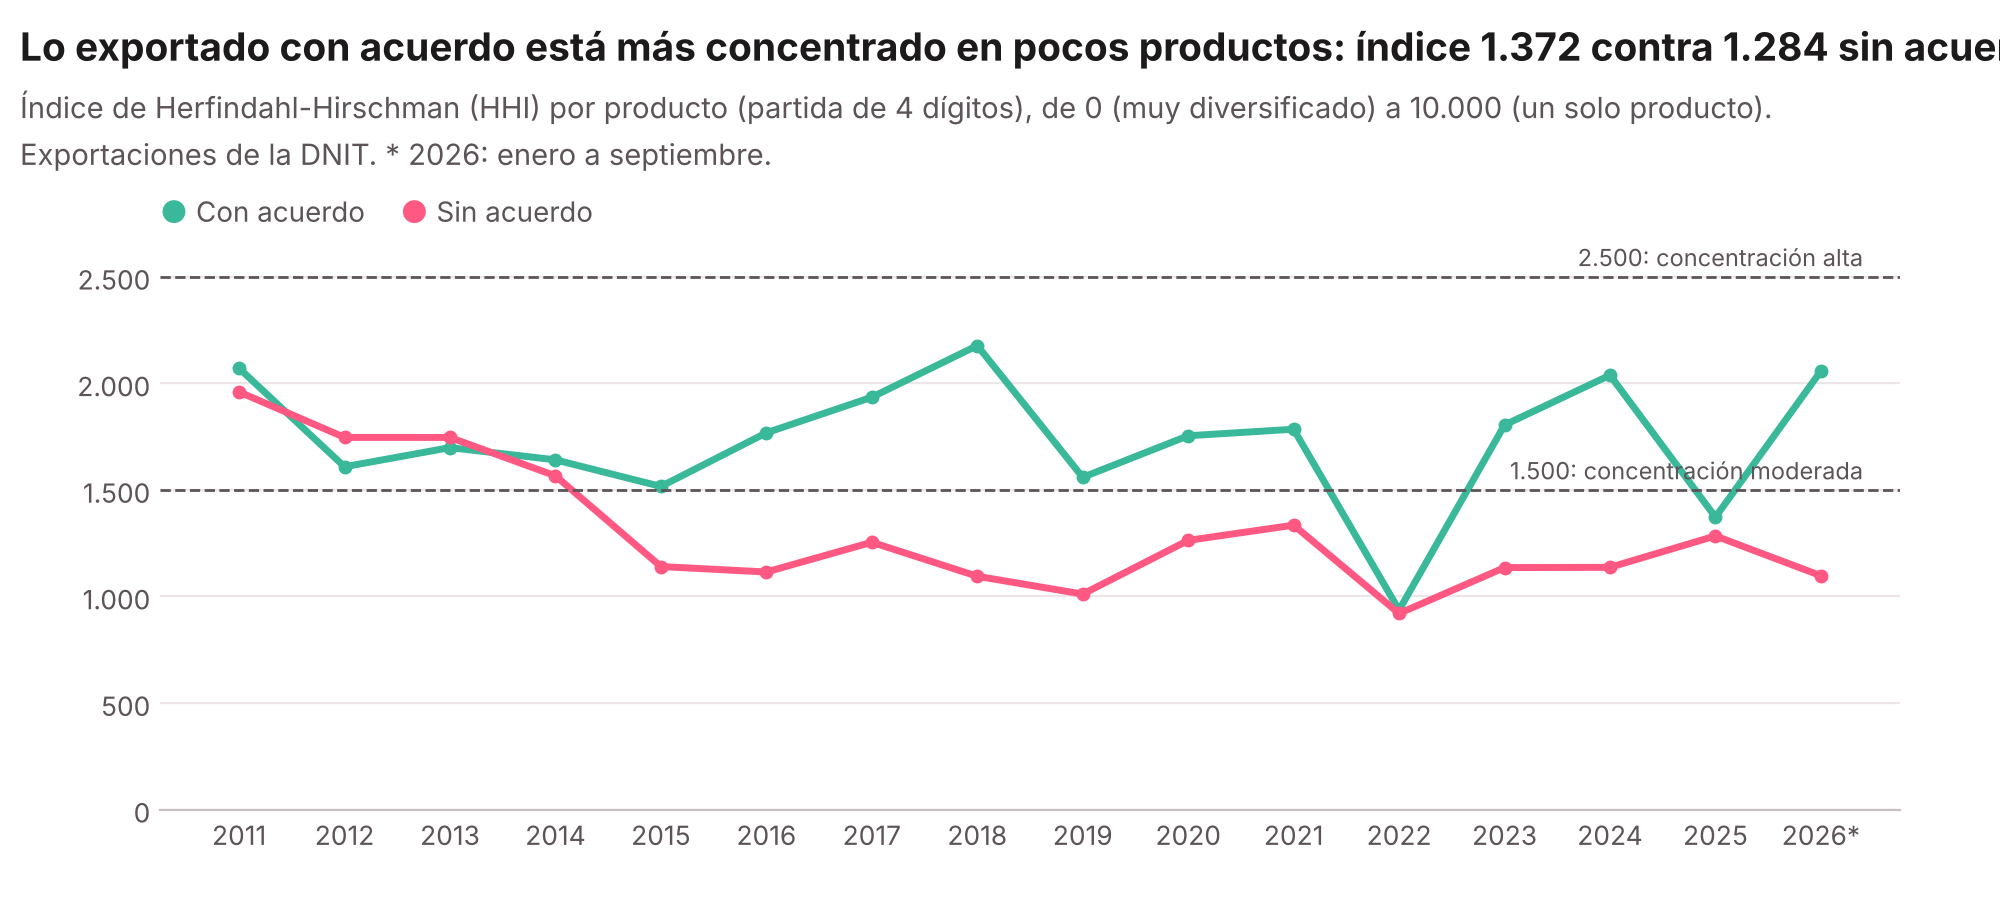 Lo exportado con acuerdo está más concentrado en pocos productos: índice 1.372 contra 1.284 sin
Índice de Herfindahl-Hirschman (HHI) por producto (partida de 4 dígitos), de 0 (muy diversificado) a 10.000 (un solo producto).
Exportaciones de la DNIT. * 2026: enero a septiembre.
Con acuerdo
Sin acuerdo
2.500: concentración alta
2.500
2.000
1.500: concentración moderada
1.500
1.000
500
0
2011 2012 2013 2014 2015 2016 2017 2018 2019 2020 2021 2022 2023 2024 2025 2026*